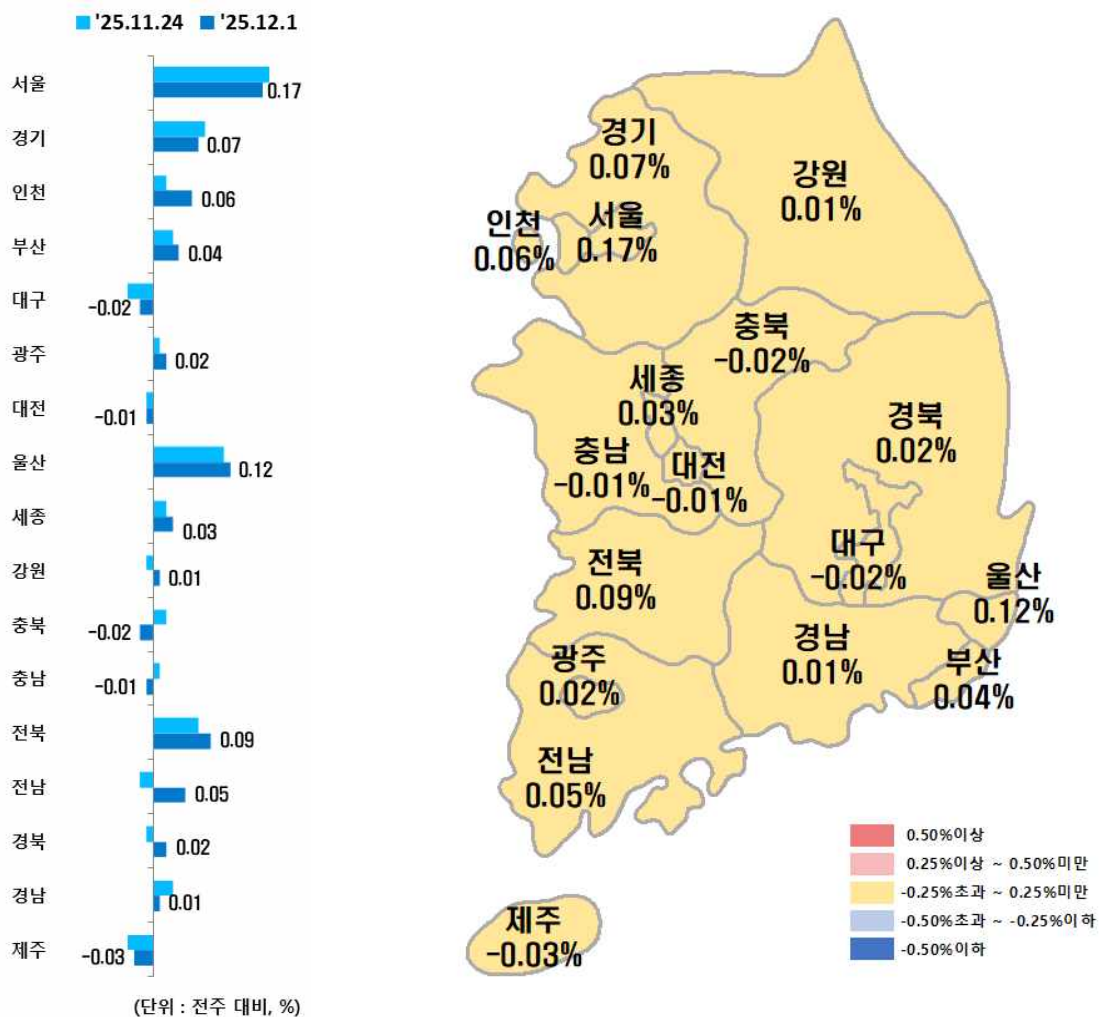 '25.11.24 '25.12.1
서울 0.17
경기 0.07
인천 0.06
부산 0.04
대구 -0.02
광주 0.02
대전 -0.01
울산 0.12
세종 0.03
강원 0.01
충북 -0.02
충남 -0.01
전북 0.09
전남 0.05
경북 0.02
경남 0.01
제주 -0.03
(단위 : 전주 대비, %)
경기
0.07%
강원
0.01%
인천
0.06%
서울
0.17%
충북
-0.02%
세종
0.03%
경북
0.02%
충남
-0.01%
대전
-0.01%
대구
-0.02%
전북
0.09%
울산
0.12%
경남
0.01%
부산
0.04%
광주
0.02%
전남
0.05%
제주
-0.03%
0.50%이상
0.25%이상 ~ 0.50%미만
-0.25%초과 ~ 0.25%미만
-0.50%초과 ~ -0.25%이하
-0.50%이하